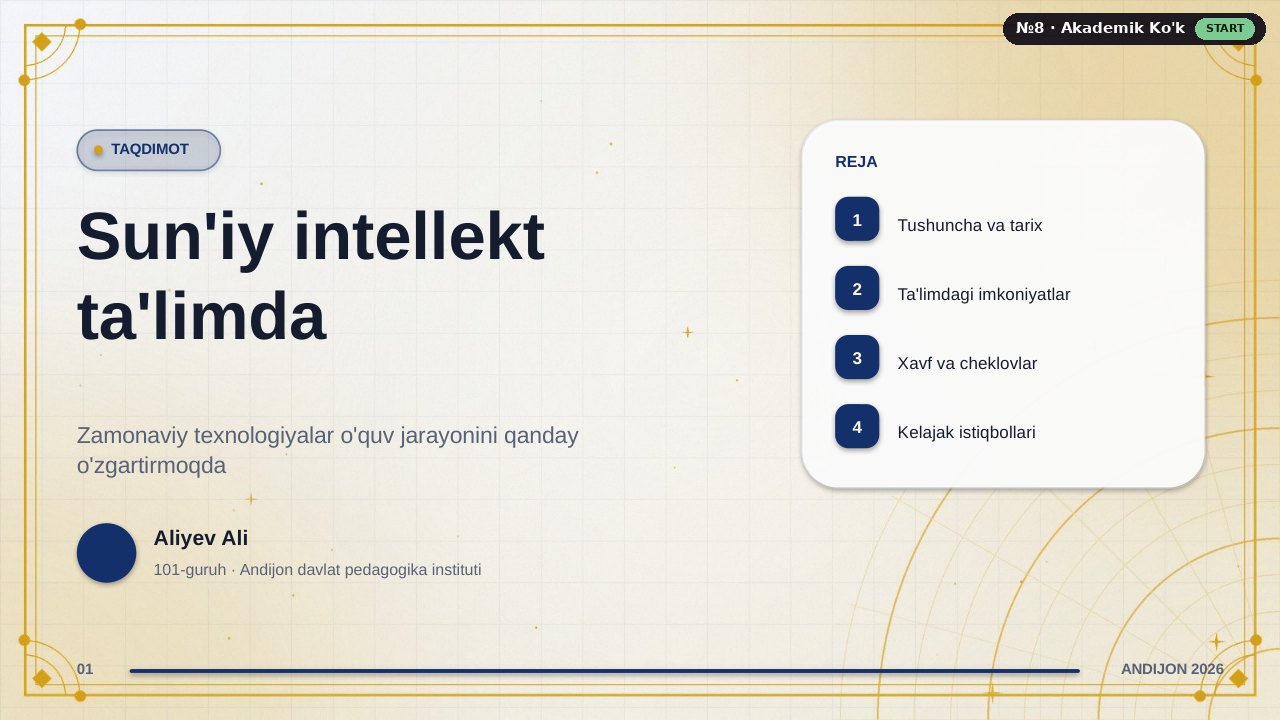 №8 · Akademik Ko'k START
TAQDIMOT
Sun'iy intellekt
ta'limda
Zamonaviy texnologiyalar o'quv jarayonini qanday
o'zgartirmoqda
Aliyev Ali
101-guruh · Andijon davlat pedagogika instituti
REJA
1 Tushuncha va tarix
2 Ta'limdagi imkoniyatlar
3 Xavf va cheklovlar
4 Kelajak istiqbollari
01
ANDIJON 2026